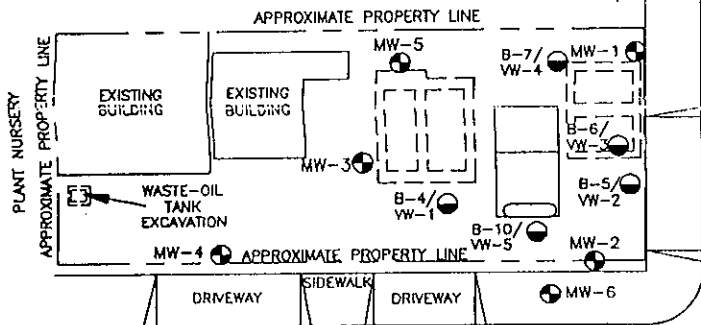 APPROXIMATE PROPERTY LINE
MW-5
B-7/
VW-4
MW-1
PLANT NURSERY
APPROXIMATE PROPERTY LINE
EXISTING
BUILDING
EXISTING
BUILDING
B-6/
VW-3
MW-3
WASTE-OIL
TANK
EXCAVATION
B-4/
VW-1
B-5/
VW-2
B-10/
VW-5
MW-4
APPROXIMATE PROPERTY LINE
MW-2
SIDEWALK
DRIVEWAY
DRIVEWAY
MW-6